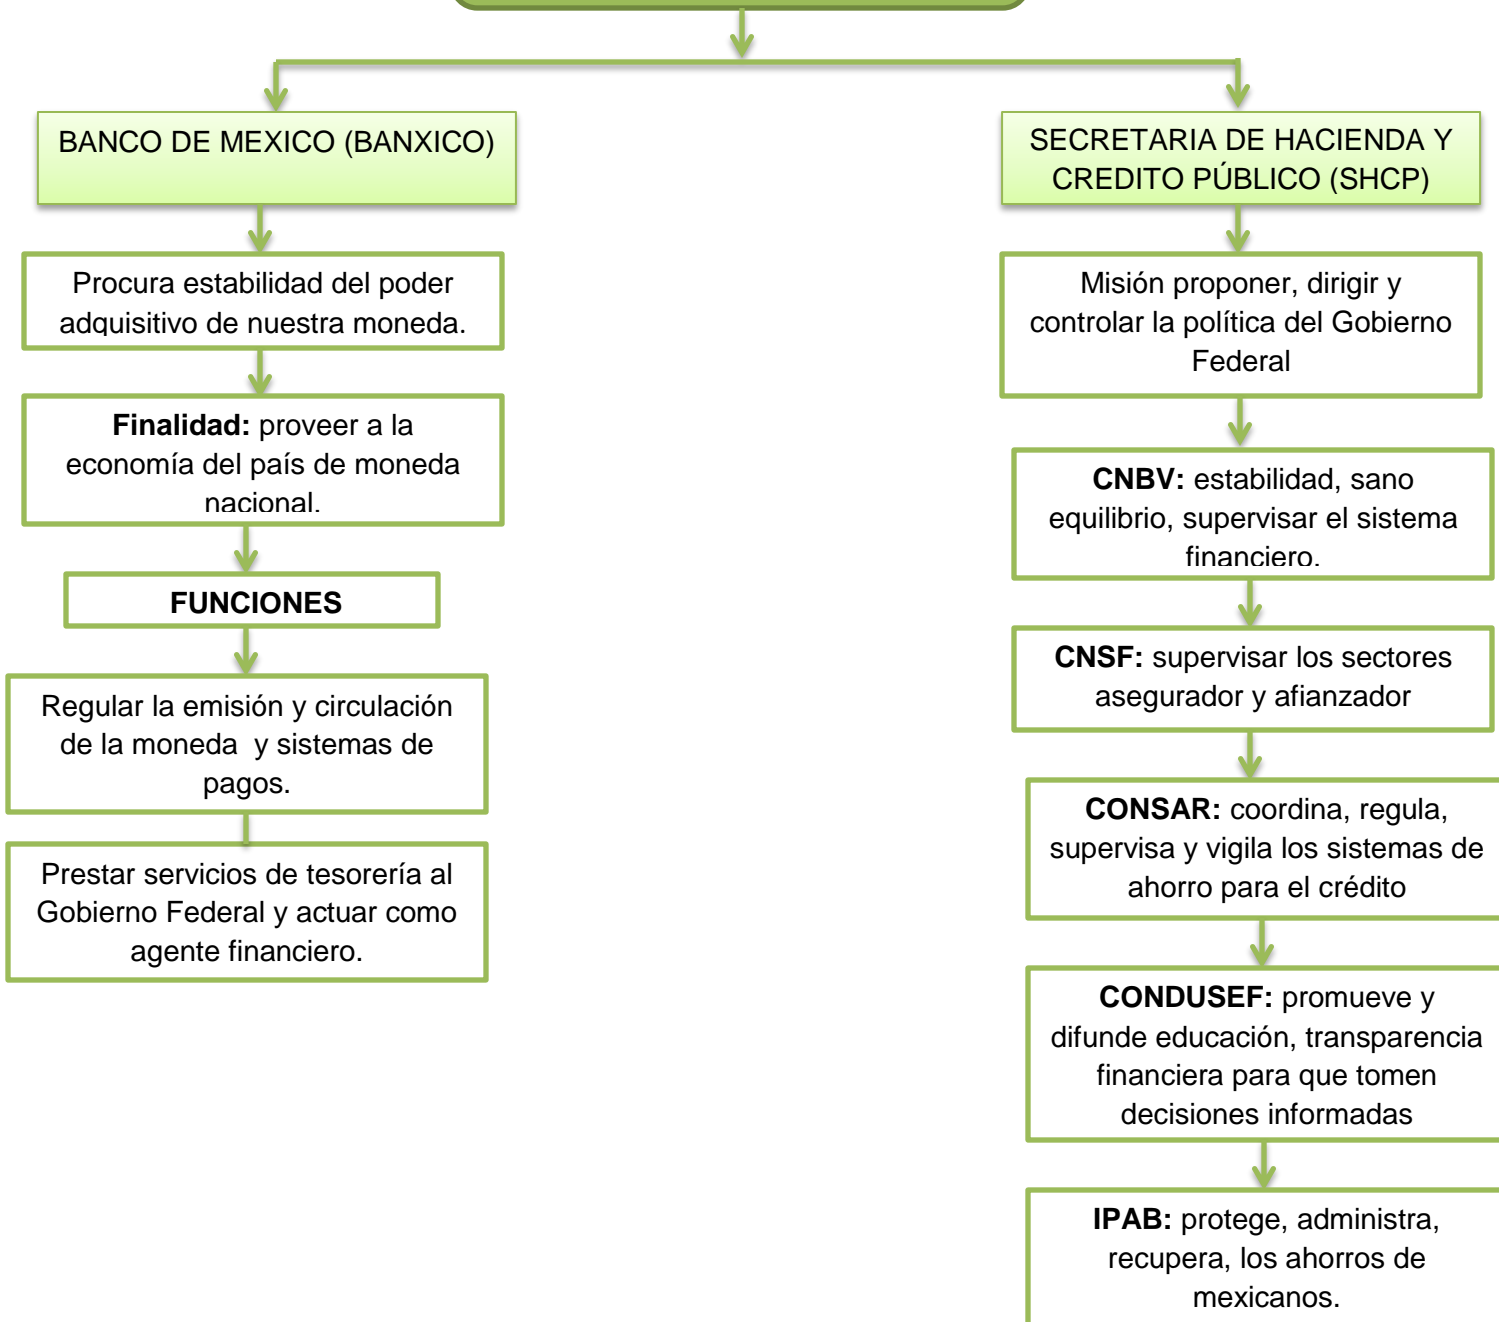 BANCO DE MEXICO (BANXICO)
Procura estabilidad del poder
adquisitivo de nuestra moneda.
Finalidad: proveer a la
economía del país de moneda
nacional.
FUNCIONES
Regular la emisión y circulación
de la moneda  y sistemas de
pagos.
Prestar servicios de tesorería al
Gobierno Federal y actuar como
agente financiero.
SECRETARIA DE HACIENDA Y
CREDITO PÚBLICO (SHCP)
Misión proponer, dirigir y
controlar la política del Gobierno
Federal
CNBV: estabilidad, sano
equilibrio, supervisar el sistema
financiero.
CNSF: supervisar los sectores
asegurador y afianzador
CONSAR: coordina, regula,
supervisa y vigila los sistemas de
ahorro para el crédito
CONDUSEF: promueve y
difunde educación, transparencia
financiera para que tomen
decisiones informadas
IPAB: protege, administra,
recupera, los ahorros de
mexicanos.